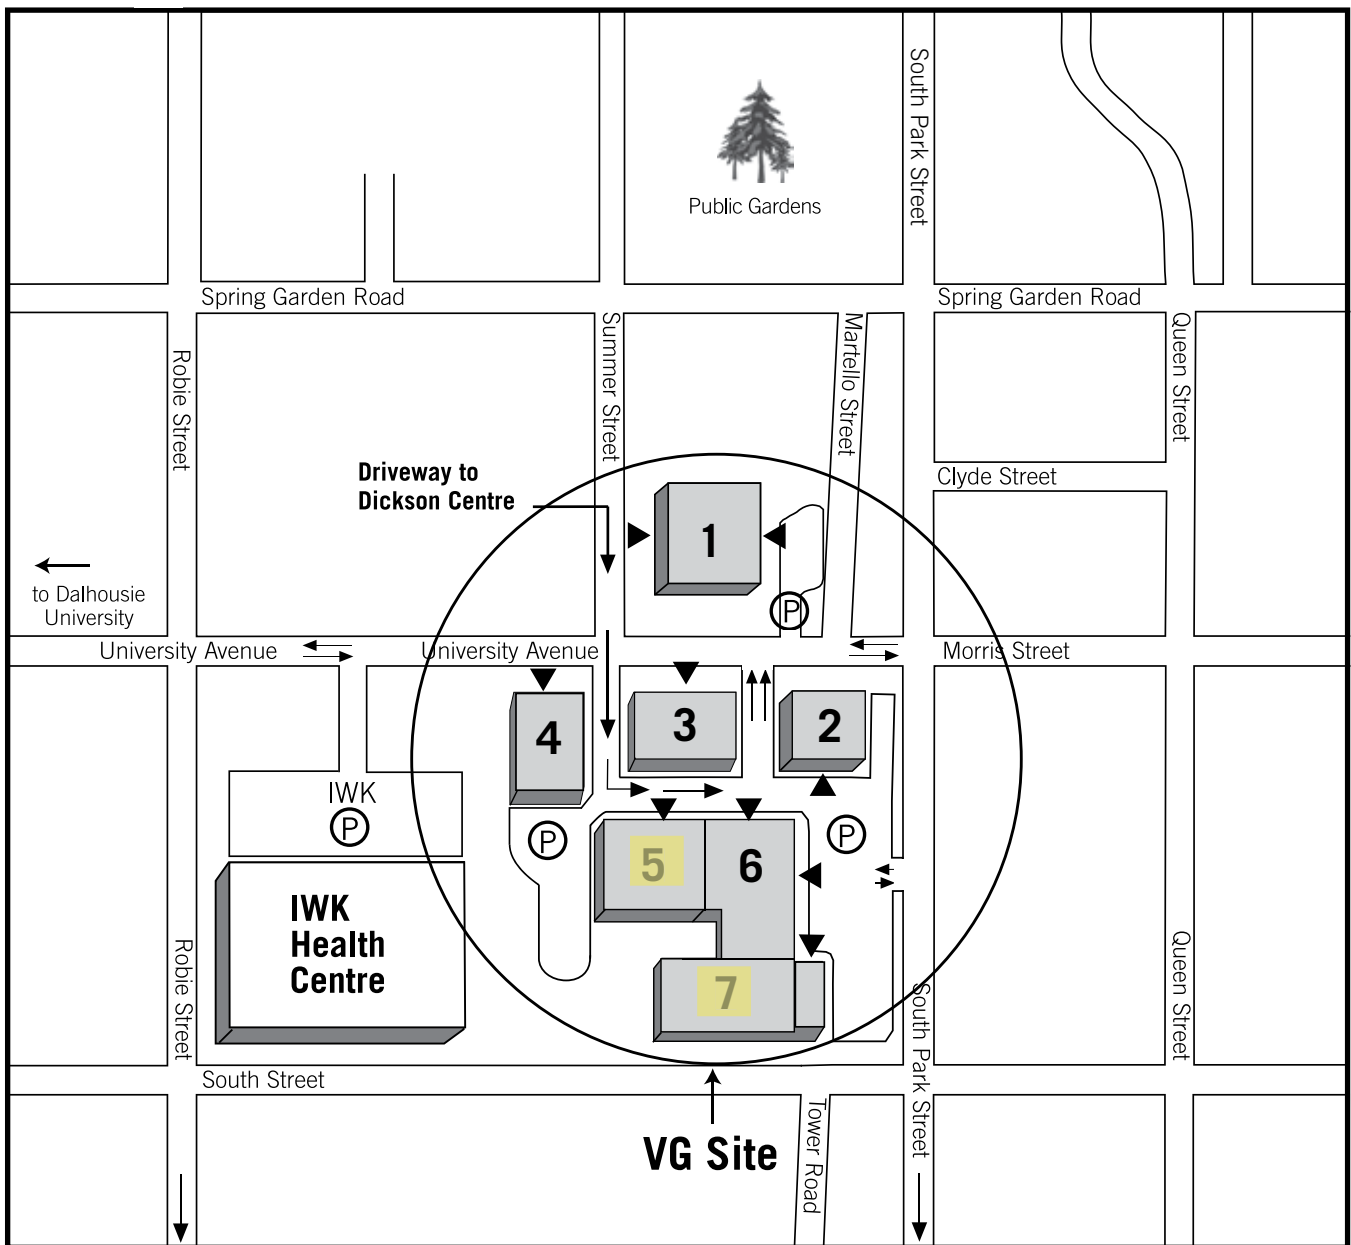 South Park Street
Public Gardens
Spring Garden Road
Spring Garden Road
Robie Street
Summer Street
Martello Street
Queen Street
Driveway to
Dickson Centre
Clyde Street
1
to Dalhousie
University
P
University Avenue
University Avenue
Morris Street
4
3
2
IWK
P
P
P
5
6
IWK
Health
Centre
7
Robie Street
South Park Street
Queen Street
South Street
VG Site
Tower Road